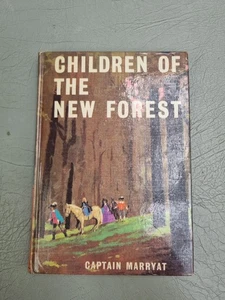 CHILDREN OF
THE
NEW FOREST
CAPTAIN MARRYAT